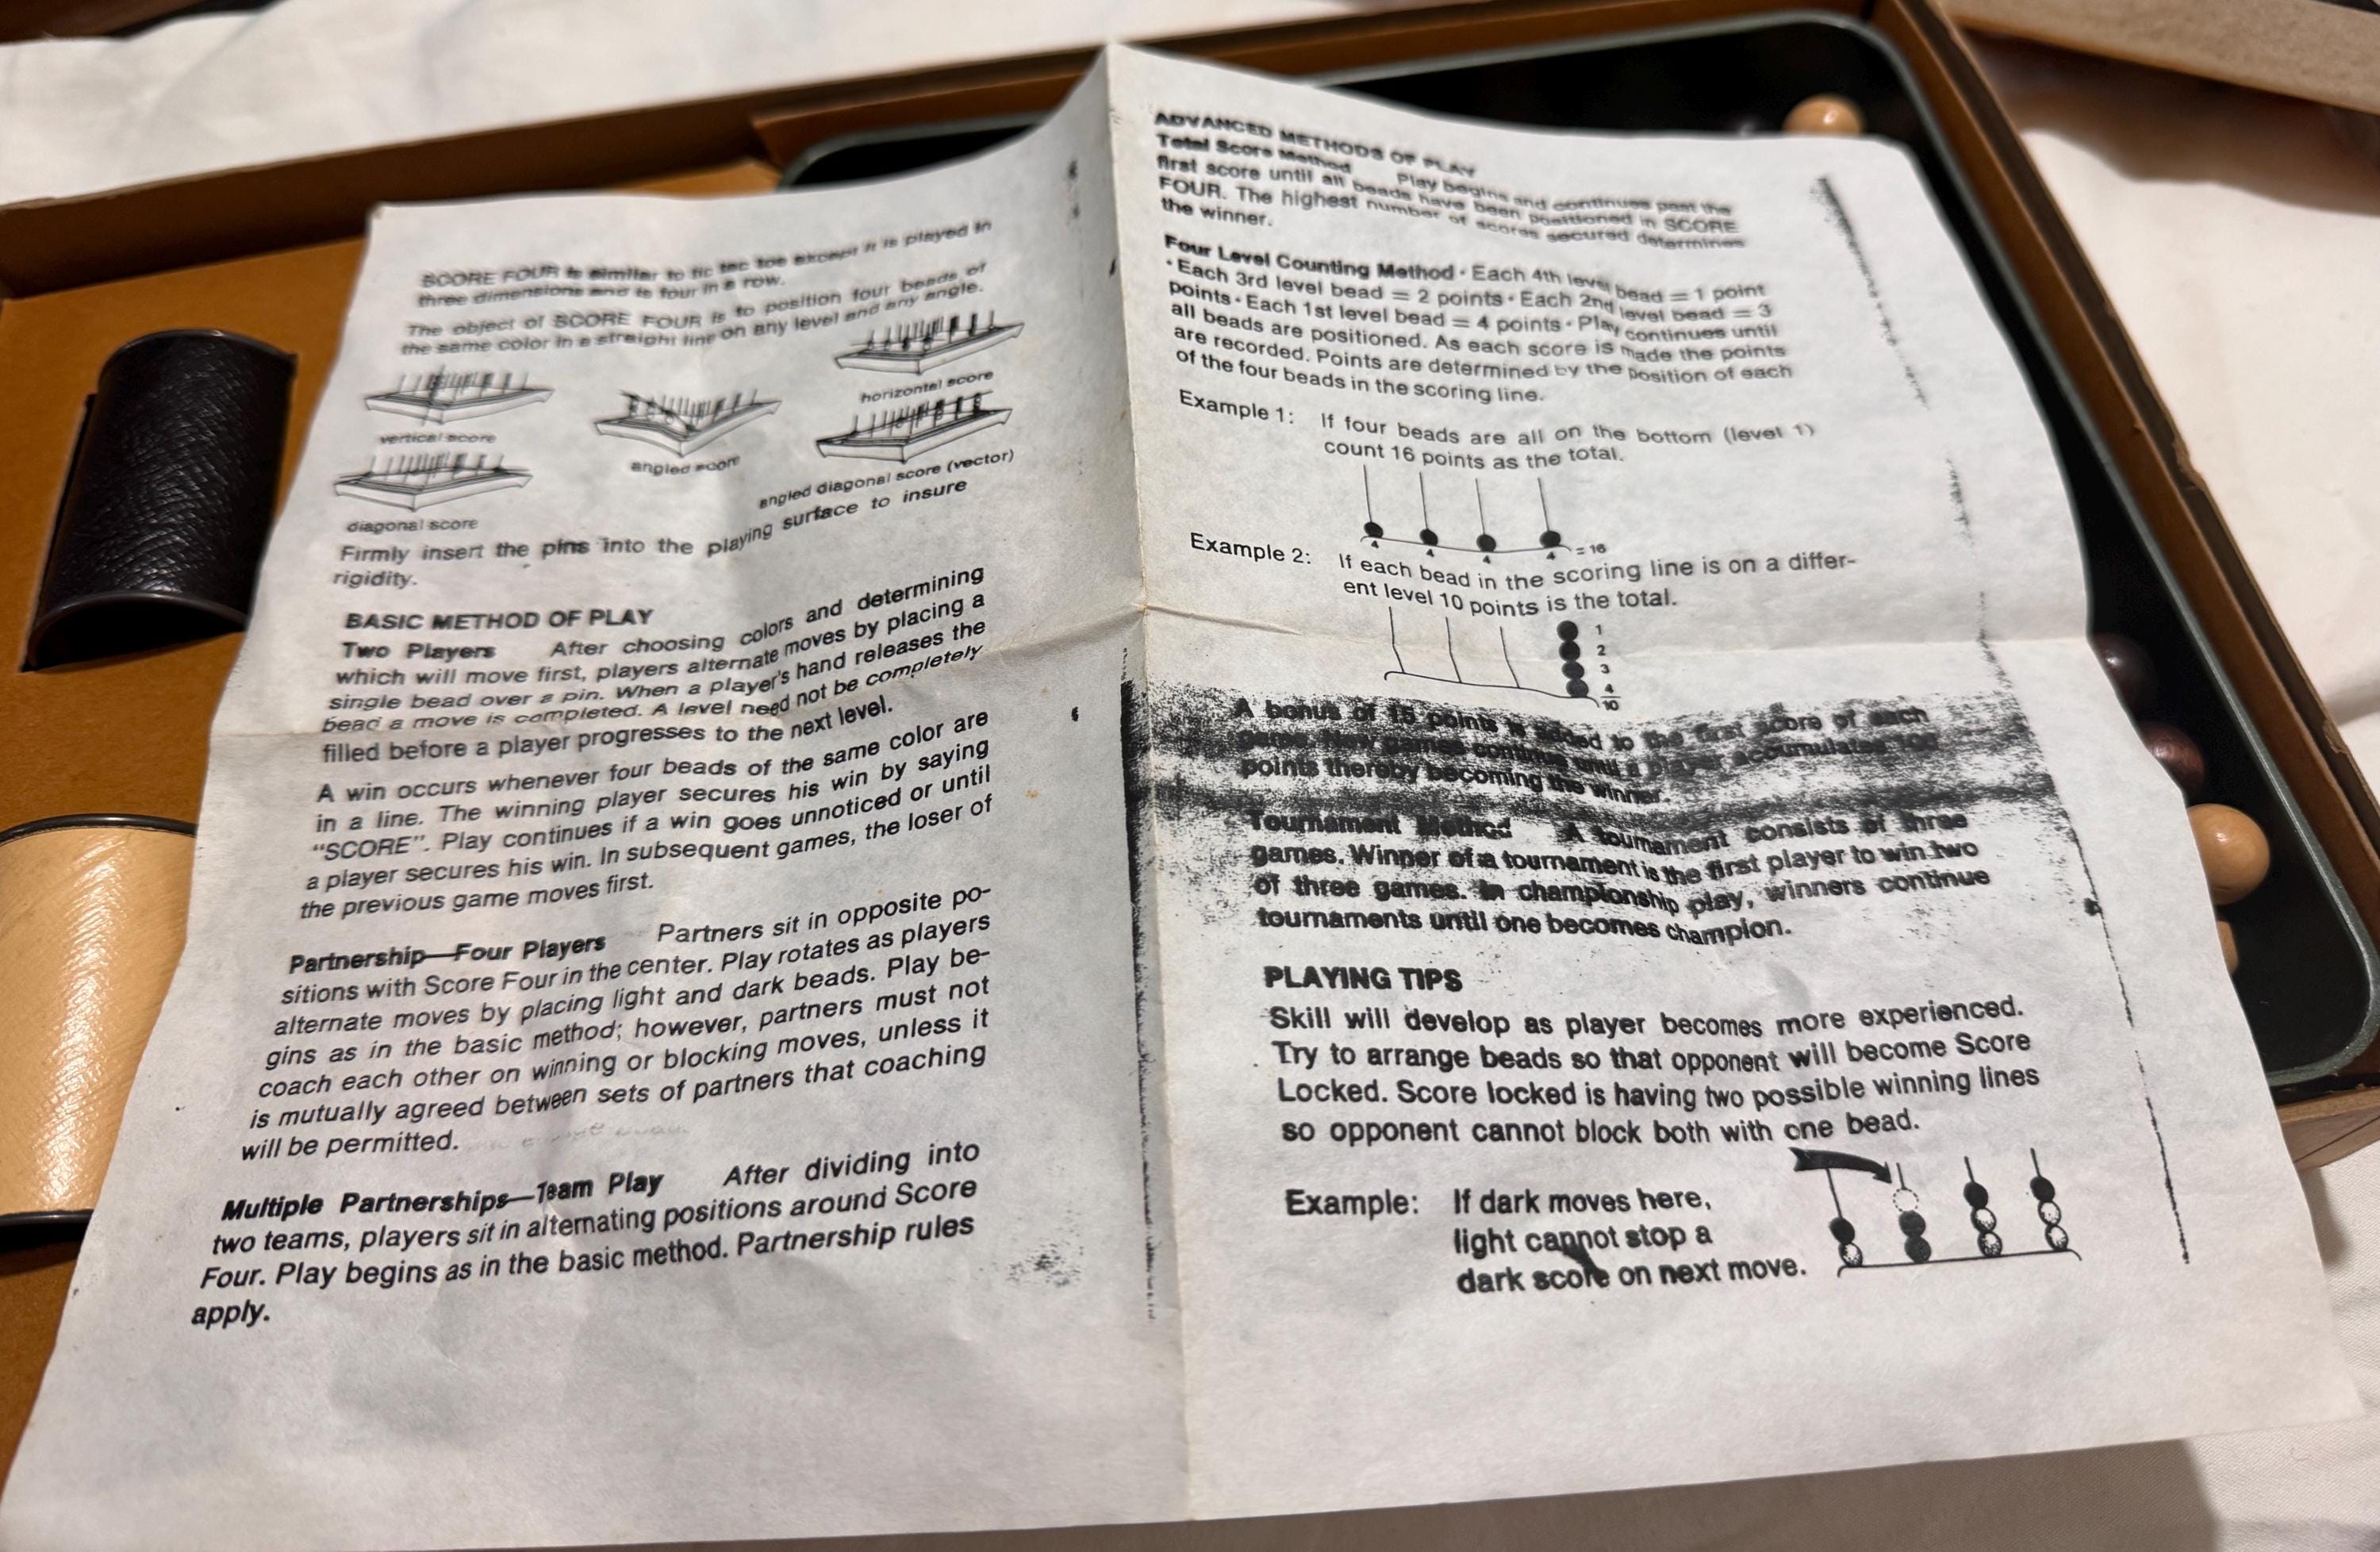 SCORE FOUR is similar to tic tac toe except it is played in
three dimensions and is four in a row.
The object of SCORE FOUR is to position four beads of
the same color in a straight line on any level and any angle.
vertical score
angled score
horizontal score
diagonal score
angled diagonal score (vector)
Firmly insert the pins into the playing surface to insure
rigidity.
BASIC METHOD OF PLAY
Two Players After choosing colors and determining
which will move first, players alternate moves by placing a
single bead over a pin. When a player's hand releases the
bead a move is completed. A level need not be completely
filled before a player progresses to the next level.
A win occurs whenever four beads of the same color are
in a line. The winning player secures his win by saying
"SCORE". Play continues if a win goes unnoticed or until
a player secures his win. In subsequent games, the loser of
the previous game moves first.
Partnership—Four Players Partners sit in opposite po-
sitions with Score Four in the center. Play rotates as players
alternate moves by placing light and dark beads. Play be-
gins as in the basic method; however, partners must not
coach each other on winning or blocking moves, unless it
is mutually agreed between sets of partners that coaching
will be permitted.
Multiple Partnerships—Team Play After dividing into
two teams, players sit in alternating positions around Score
Four. Play begins as in the basic method. Partnership rules
apply.
ADVANCED METHODS OF PLAY
Total Score Method Play begins and continues past the
first score until all beads have been positioned in SCORE
FOUR. The highest number of scores secured determines
the winner.
Four Level Counting Method • Each 4th level bead = 1 point
• Each 3rd level bead = 2 points • Each 2nd level bead = 3
points • Each 1st level bead = 4 points • Play continues until
all beads are positioned. As each score is made the points
are recorded. Points are determined by the position of each
of the four beads in the scoring line.
Example 1: If four beads are all on the bottom (level 1)
count 16 points as the total.
4 4 4 4 = 16
Example 2: If each bead in the scoring line is on a differ-
ent level 10 points is the total.
1
2
3
4
10
A bonus of 15 points is added to the first score of each
game. New games continue until a player accumulates 100
points thereby becoming the winner.
Tournament Method A tournament consists of three
games. Winner of a tournament is the first player to win two
of three games. In championship play, winners continue
tournaments until one becomes champion.
PLAYING TIPS
Skill will develop as player becomes more experienced.
Try to arrange beads so that opponent will become Score
Locked. Score locked is having two possible winning lines
so opponent cannot block both with one bead.
Example: If dark moves here,
light cannot stop a
dark score on next move.